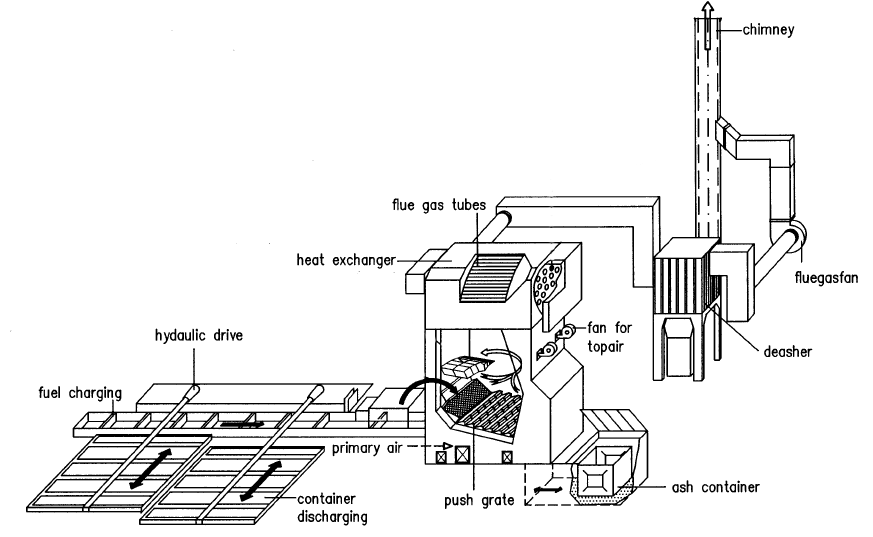 chimney
flue gas tubes
heat exchanger
fluegasfan
fan for
topair
hydaulic drive
deasher
fuel charging
primary air
container
discharging
push grate
ash container